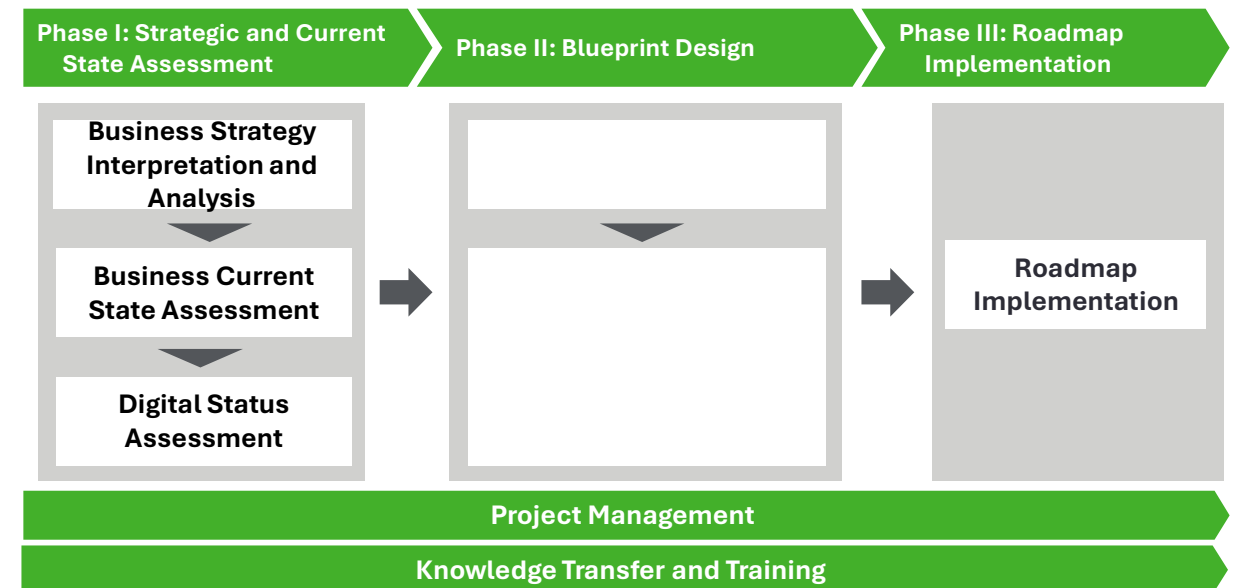 Phase I: Strategic and Current
State Assessment
Phase II: Blueprint Design
Phase III: Roadmap
Implementation
Business Strategy
Interpretation and
Analysis
Business Current
State Assessment
Digital Status
Assessment
Roadmap
Implementation
Project Management
Knowledge Transfer and Training